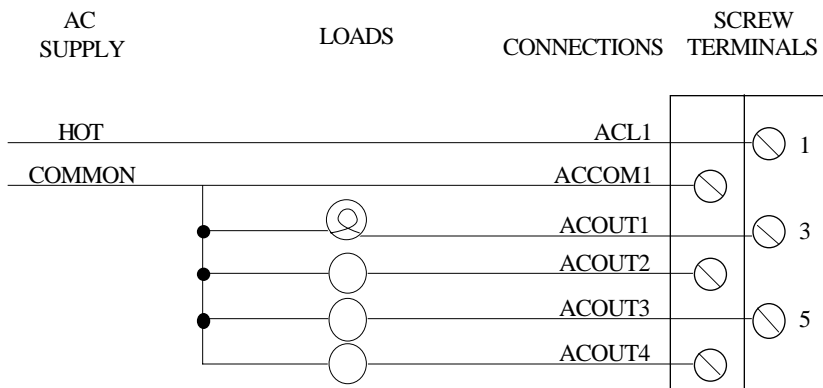 AC
SUPPLY
LOADS
CONNECTIONS
SCREW
TERMINALS
HOT
ACL1
1
COMMON
ACCOM1
ACOUT1
3
ACOUT2
ACOUT3
5
ACOUT4